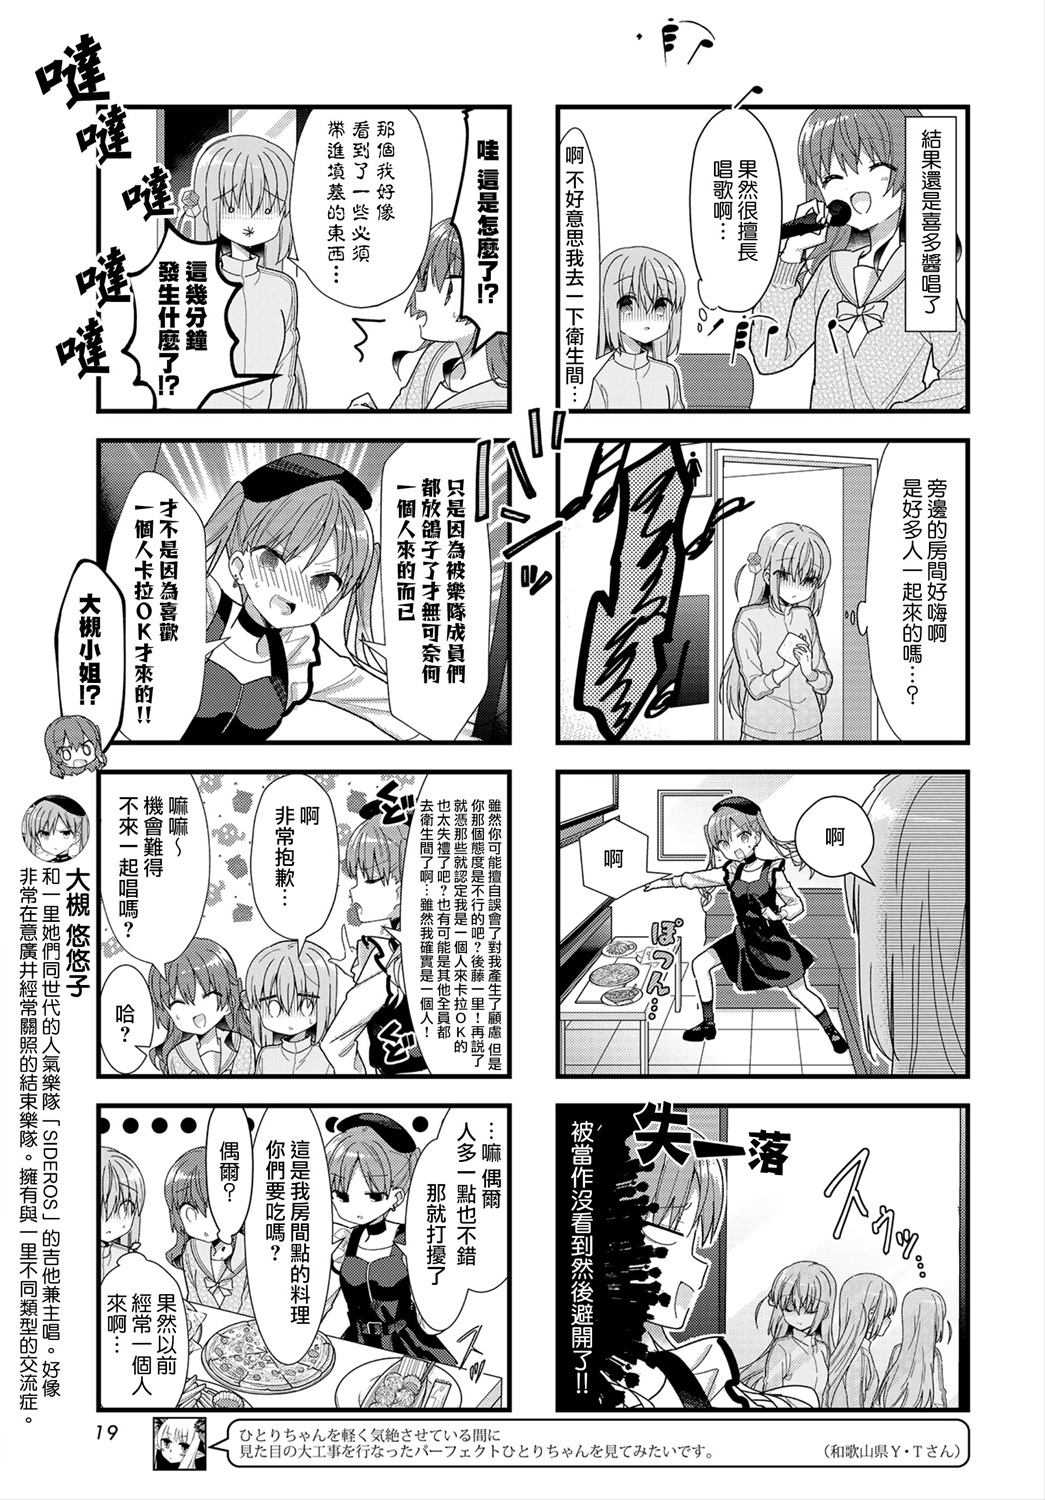 結果還是喜多醬唱了
果然很擅長
唱歌啊…
啊 不好意思我去一下衛生間…
旁邊的房間好嗨啊
是好多人一起來的嗎…?
啊
啊
ぽつん…
失落
被當作沒看到然後避開了!!
スウッ…
噠
噠
噠
噠
噠
哇 這是怎麼了!?
那個我好像
看到了一些必須
帶進墳墓的東西…
這幾分鐘
發生什麼了!?
只是因為被樂隊成員們
都放鴿子了才無可奈何
一個人來的而已
才不是因為喜歡
一個人卡拉OK才來的!!
大槻小姐!?
雖然你可能擅自誤會了對我產生了顧慮 但是
你那個態度是不行的吧?後藤一里!再說了
就憑那些就認定我是一個人來卡拉OK的
也太失禮了吧?也有可能是其他全員都
去衛生間了啊…雖然我確實是一個人!
くど
くど
啊
非常抱歉…
嘛嘛~
機會難得
不來一起唱嗎?
哈?
…嘛 偶爾
人多一點也不錯
那就打擾了
這是我房間點的料理
你們要吃嗎?
偶爾?
果然以前
經常一個人
來啊…
大槻 悠悠子
和一里她們同世代的人氣樂隊「SIDEROS」的吉他兼主唱。好像
非常在意廣井經常關照的結束樂隊。擁有與一里不同類型的交流症。
19
ひとりちゃんを軽く気絶させている間に
見た目の大工事を行なったパーフェクトひとりちゃんを見てみたいです。
(和歌山県Y・Tさん)